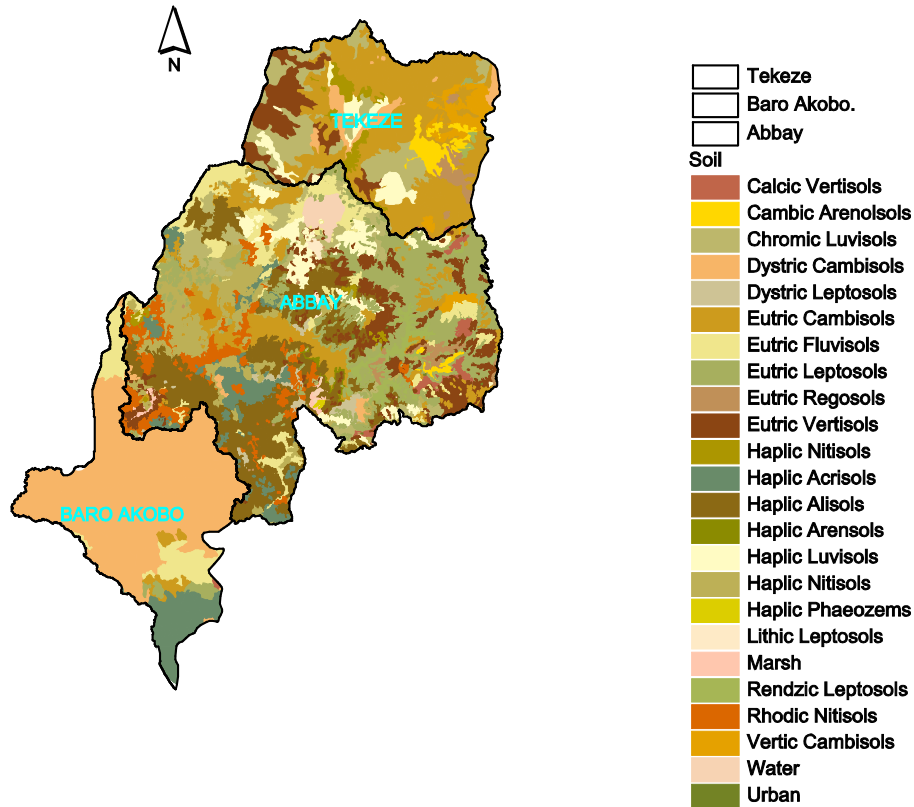 N
TEKEZE
ABBAY
BARO AKOBO
Tekeze
Baro Akobo.
Abbay
Soil
Calcic Vertisols
Cambic Arenolsols
Chromic Luvisols
Dystric Cambisols
Dystric Leptosols
Eutric Cambisols
Eutric Fluvisols
Eutric Leptosols
Eutric Regosols
Eutric Vertisols
Haplic Nitisols
Haplic Acrisols
Haplic Alisols
Haplic Arensols
Haplic Luvisols
Haplic Nitisols
Haplic Phaeozems
Lithic Leptosols
Marsh
Rendzic Leptosols
Rhodic Nitisols
Vertic Cambisols
Water
Urban